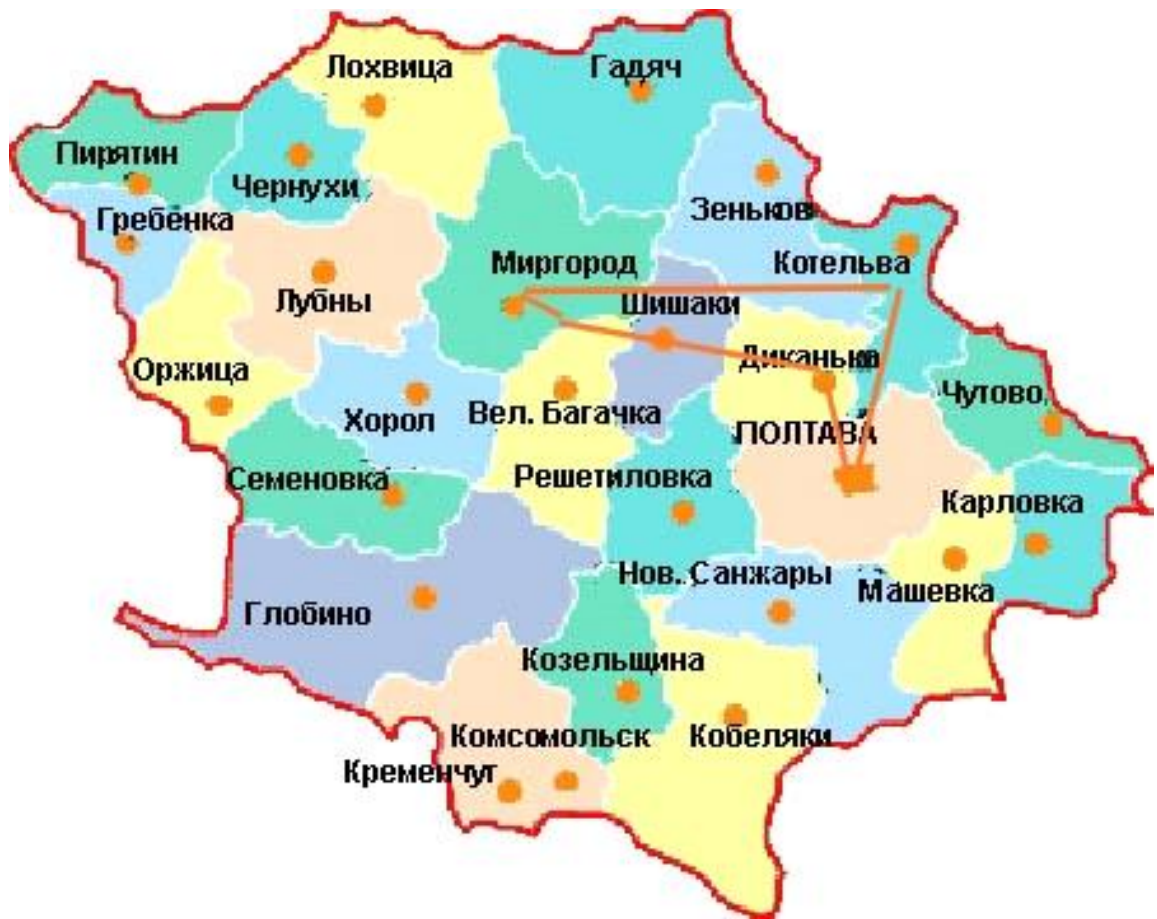 Лохвица
Гадяч
Пирятин
Чернухи
Гребёнка
Зеньков
Миргород
Котельва
Лубны
Шишаки
Оржица
Диканька
Хорол
Вел. Багачка
Чутово
ПОЛТАВА
Семеновка
Решетиловка
Карловка
Нов. Санжары
Машевка
Глобино
Козельщина
Комсомольск
Кобеляки
Кременчуг